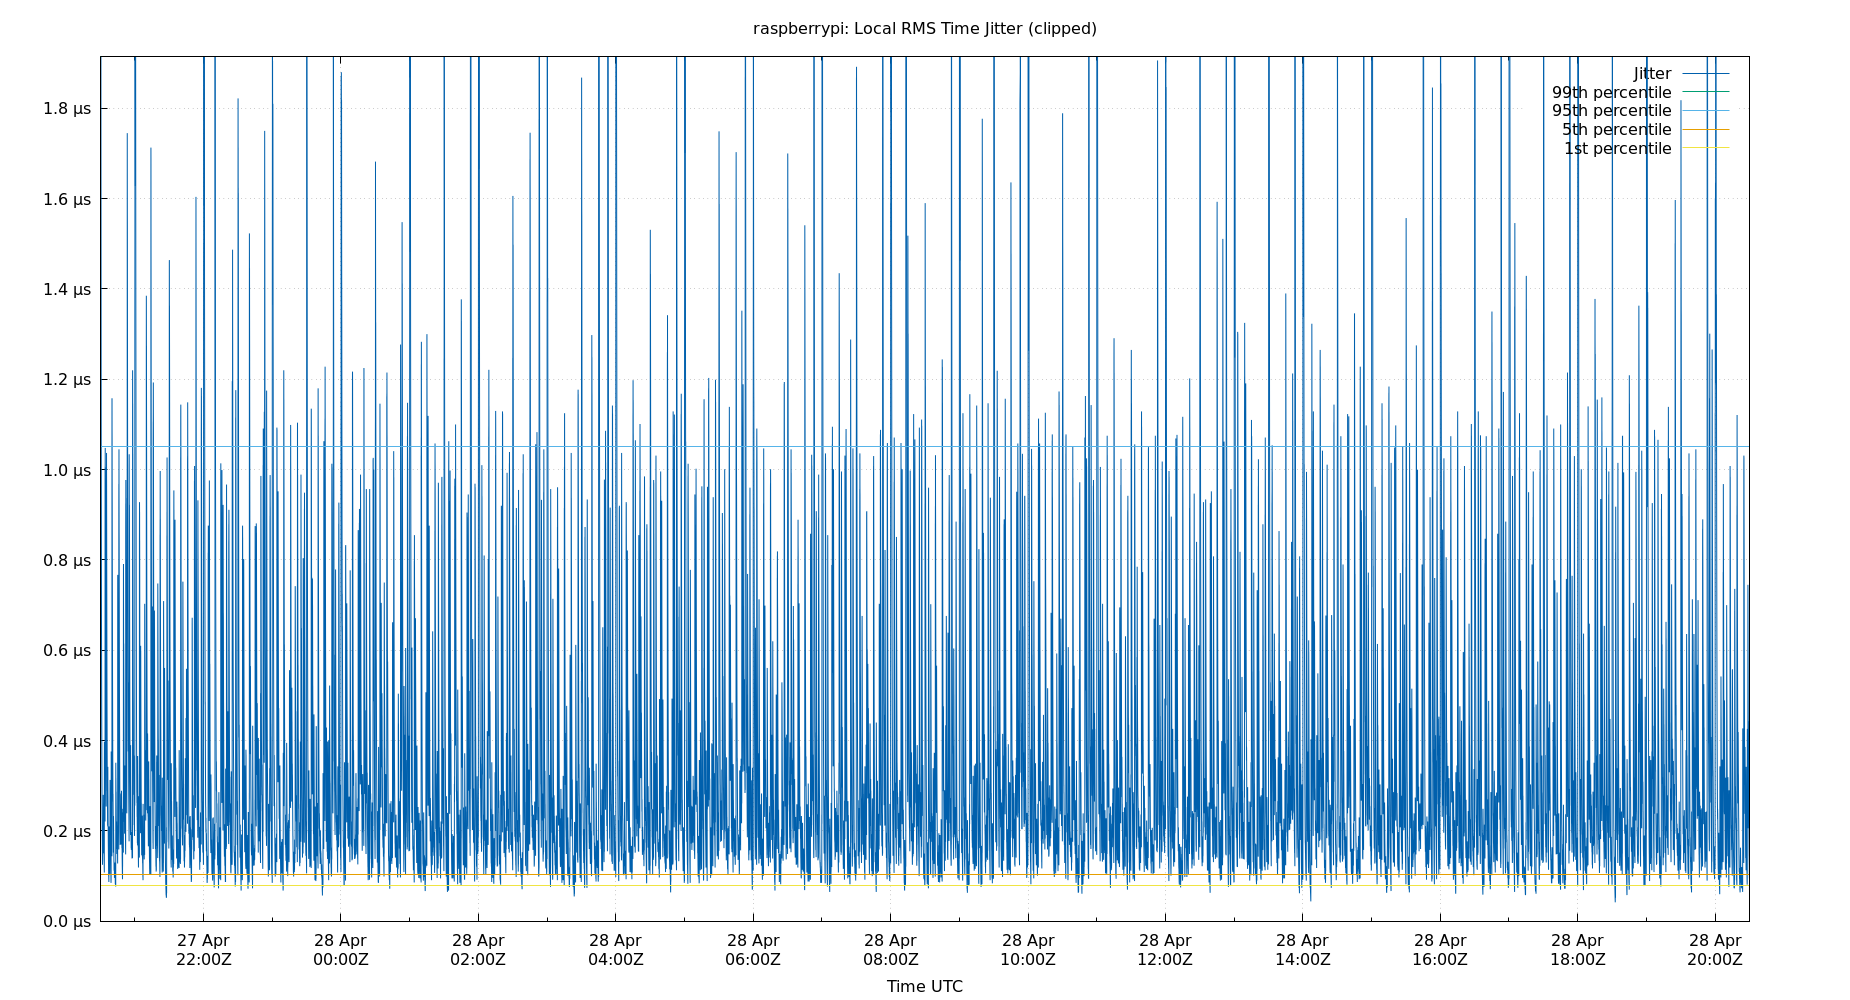 raspberrypi: Local RMS Time Jitter (clipped)
Jitter
99th percentile
95th percentile
5th percentile
1st percentile
1.8 µs
1.6 µs
1.4 µs
1.2 µs
1.0 µs
0.8 µs
0.6 µs
0.4 µs
0.2 µs
0.0 µs
27 Apr 28 Apr 28 Apr 28 Apr 28 Apr 28 Apr 28 Apr 28 Apr 28 Apr 28 Apr 28 Apr 28 Apr
22:00Z 00:00Z 02:00Z 04:00Z 06:00Z 08:00Z 10:00Z 12:00Z 14:00Z 16:00Z 18:00Z 20:00Z
Time UTC